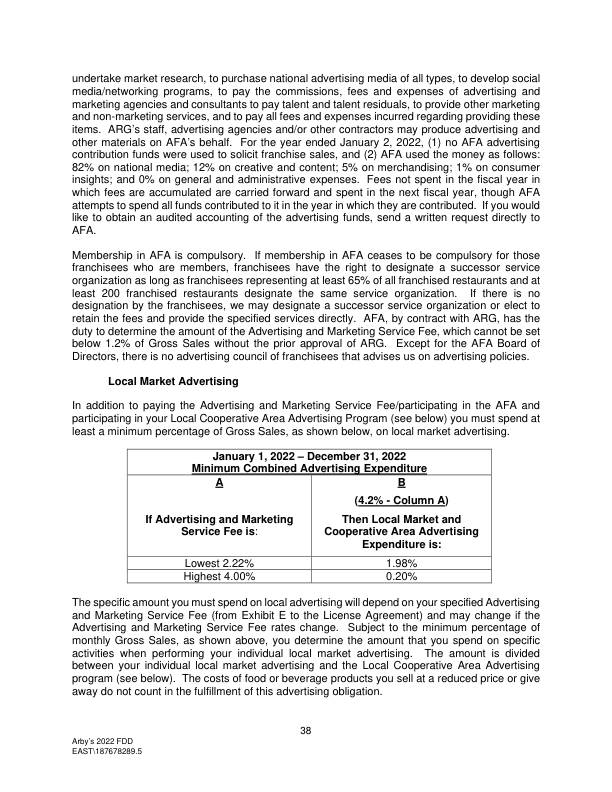 undertake market research, to purchase national advertising media of all types, to develop social
media/networking programs, to pay the commissions, fees and expenses of advertising and
marketing agencies and consultants to pay talent and talent residuals, to provide other marketing
and non-marketing services, and to pay all fees and expenses incurred regarding providing these
items.  ARG's staff, advertising agencies and/or other contractors may produce advertising and
other materials on AFA's behalf.  For the year ended January 2, 2022, (1) no AFA advertising
contribution funds were used to solicit franchise sales, and (2) AFA used the money as follows:
82% on national media; 12% on creative and content; 5% on merchandising; 1% on consumer
insights; and 0% on general and administrative expenses.  Fees not spent in the fiscal year in
which fees are accumulated are carried forward and spent in the next fiscal year, though AFA
attempts to spend all funds contributed to it in the year in which they are contributed.  If you would
like to obtain an audited accounting of the advertising funds, send a written request directly to
AFA.
Membership in AFA is compulsory.  If membership in AFA ceases to be compulsory for those
franchisees who are members, franchisees have the right to designate a successor service
organization as long as franchisees representing at least 65% of all franchised restaurants and at
least 200 franchised restaurants designate the same service organization.  If there is no
designation by the franchisees, we may designate a successor service organization or elect to
retain the fees and provide the specified services directly.  AFA, by contract with ARG, has the
duty to determine the amount of the Advertising and Marketing Service Fee, which cannot be set
below 1.2% of Gross Sales without the prior approval of ARG.  Except for the AFA Board of
Directors, there is no advertising council of franchisees that advises us on advertising policies.
Local Market Advertising
In addition to paying the Advertising and Marketing Service Fee/participating in the AFA and
participating in your Local Cooperative Area Advertising Program (see below) you must spend at
least a minimum percentage of Gross Sales, as shown below, on local market advertising.
January 1, 2022 – December 31, 2022
Minimum Combined Advertising Expenditure
A
If Advertising and Marketing
Service Fee is:
B
(4.2% - Column A)
Then Local Market and
Cooperative Area Advertising
Expenditure is:
Lowest 2.22% 1.98%
Highest 4.00% 0.20%
The specific amount you must spend on local advertising will depend on your specified Advertising
and Marketing Service Fee (from Exhibit E to the License Agreement) and may change if the
Advertising and Marketing Service Fee rates change.  Subject to the minimum percentage of
monthly Gross Sales, as shown above, you determine the amount that you spend on specific
activities when performing your individual local market advertising.  The amount is divided
between your individual local market advertising and the Local Cooperative Area Advertising
program (see below).  The costs of food or beverage products you sell at a reduced price or give
away do not count in the fulfillment of this advertising obligation.
38
Arby's 2022 FDD
EAST\187678289.5